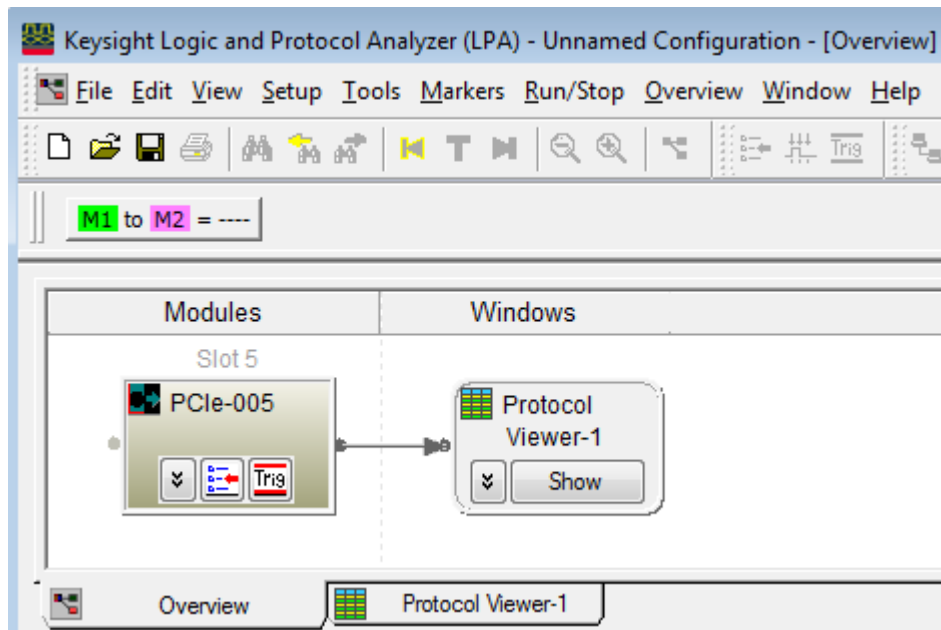 Keysight Logic and Protocol Analyzer (LPA) - Unnamed Configuration - [Overview]
File Edit View Setup Tools Markers Run/Stop Overview Window Help
T Trig
M1 to M2 = ----
Modules Windows
Slot 5
PCIe-005
Trig
Protocol
Viewer-1
Show
Overview Protocol Viewer-1